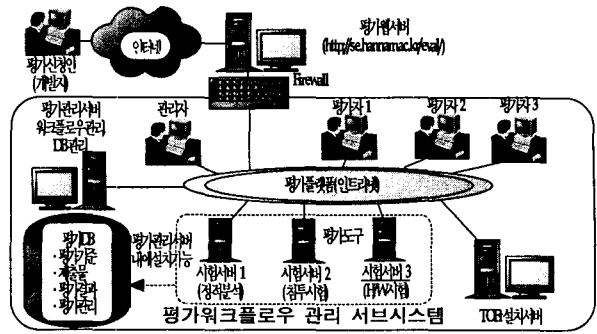 인터넷
평가웹서버
(http://se.hannam.ac.kr/eval/)
평가신청인
(개발자)
Firewall
평가관리서버
워크플로우관리
DB관리
관리자
평가자 1
평가자 2
평가자 3
평가플랫폼(인트라넷)
평가DB
· 평가기준
· 제출물
· 평가결과
· 평가관리
평가관리서버
내에설치가능
평가도구
시험서버 1
(정적분석)
시험서버 2
(침투시험)
시험서버 3
(H/W시험)
TOE설치서버
평가워크플로우 관리 서브시스템